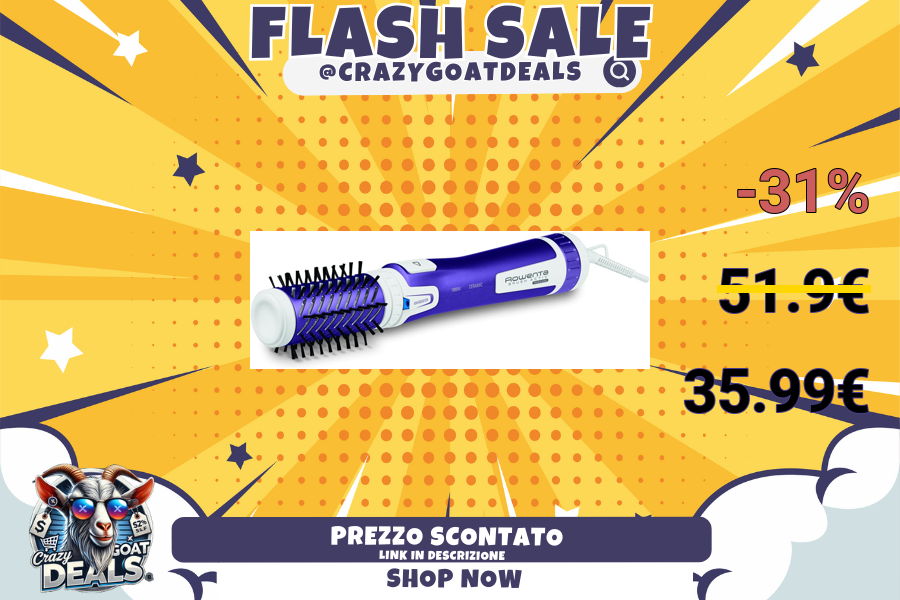 FLASH SALE
@CRAZYGOATDEALS
-31%
51.9€
35.99€
Rowenta
$
52%
Crazy
GOAT
DEALS
PREZZO SCONTATO
LINK IN DESCRIZIONE
SHOP NOW